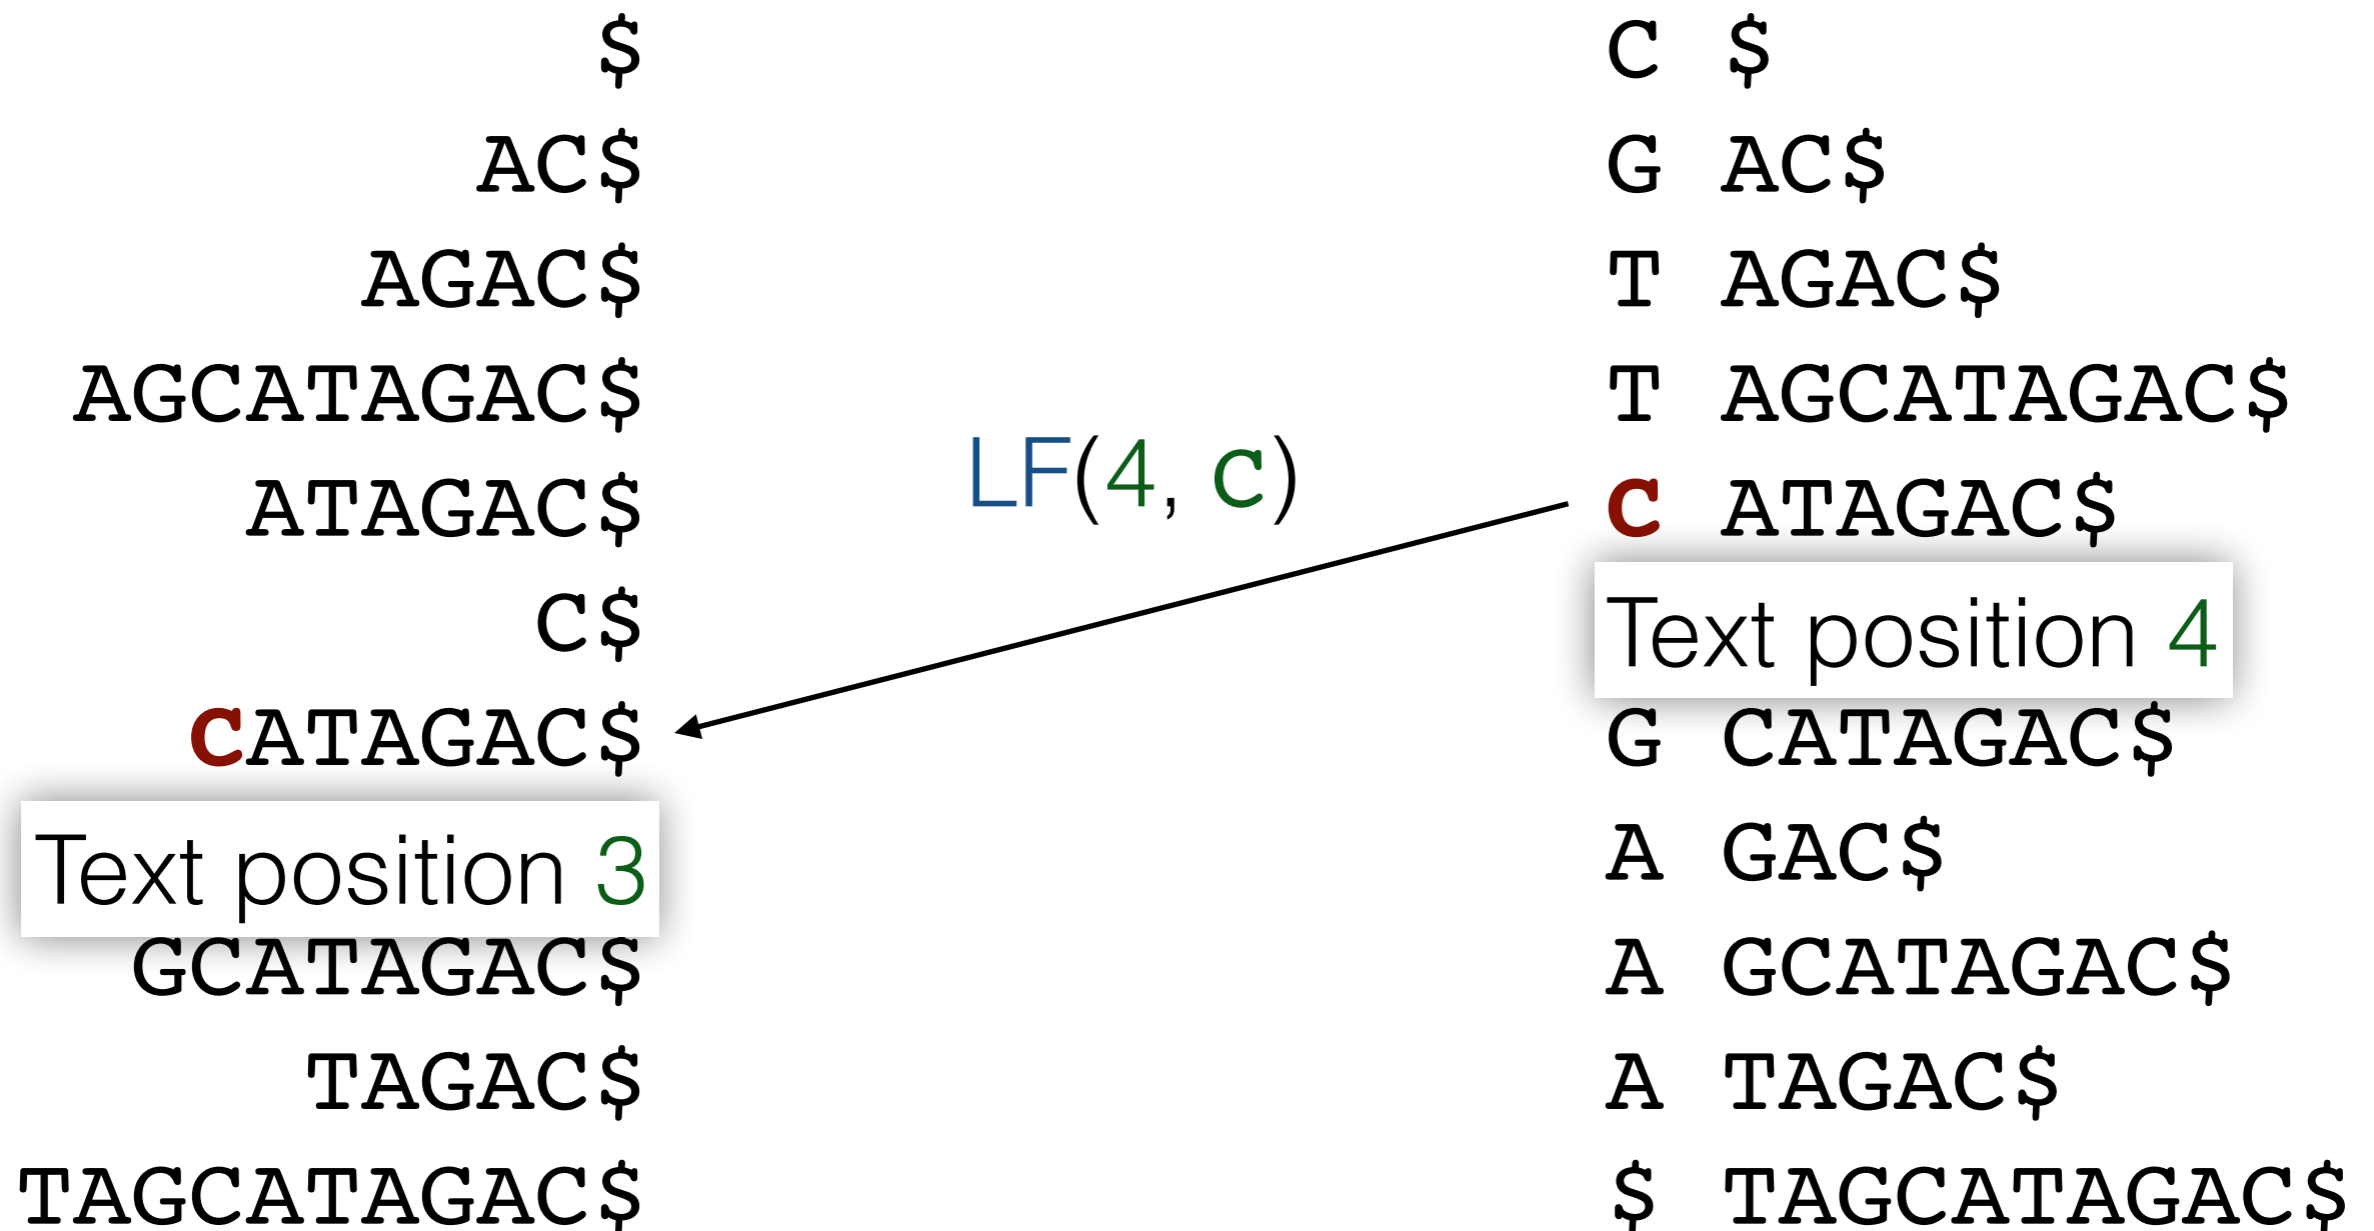 $
AC$
AGAC$
AGCATAGAC$
ATAGAC$
C$
CATAGAC$
Text position 3
GCATAGAC$
TAGAC$
TAGCATAGAC$
LF(4, C)
C $
G AC$
T AGAC$
T AGCATAGAC$
C ATAGAC$
Text position 4
G CATAGAC$
A GAC$
A GCATAGAC$
A TAGAC$
$ TAGCATAGAC$